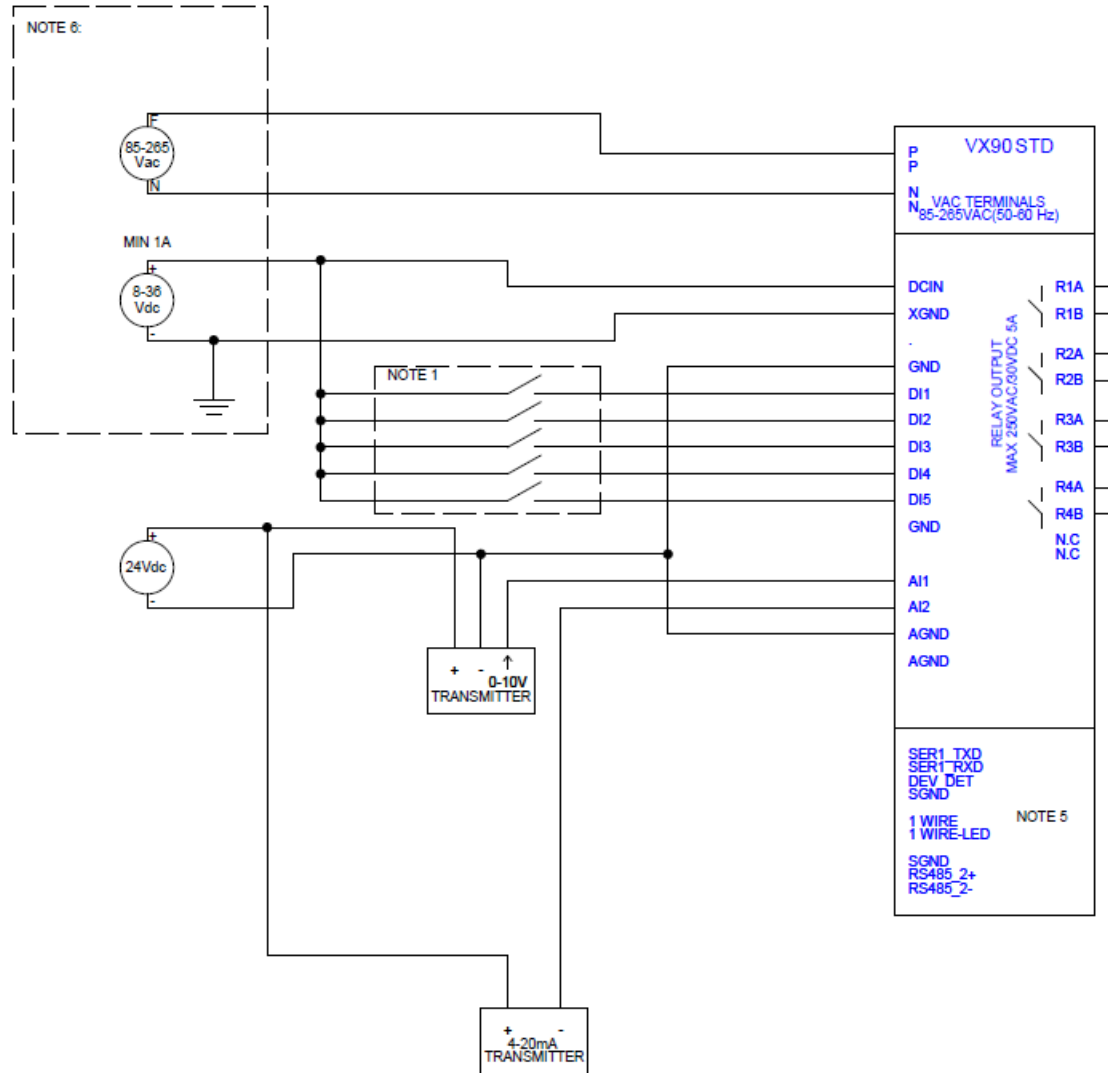 NOTE 6:
F
85-265
Vac
N
MIN 1A
+
8-36
Vdc
-
NOTE 1
+
24Vdc
-
+ - ↑
0-10V
TRANSMITTER
+ -
4-20mA
TRANSMITTER
VX90 STD
P
P
N
N
VAC TERMINALS
85-265VAC(50-60 Hz)
DCIN
XGND
.
GND
DI1
DI2
DI3
DI4
DI5
GND
AI1
AI2
AGND
AGND
RELAY OUTPUT
MAX 250VAC/30VDC 5A
R1A
R1B
R2A
R2B
R3A
R3B
R4A
R4B
N.C
N.C
SER1_TXD
SER1_RXD
DEV_DET
SGND
1 WIRE
1 WIRE-LED
SGND
RS485_2+
RS485_2-
NOTE 5